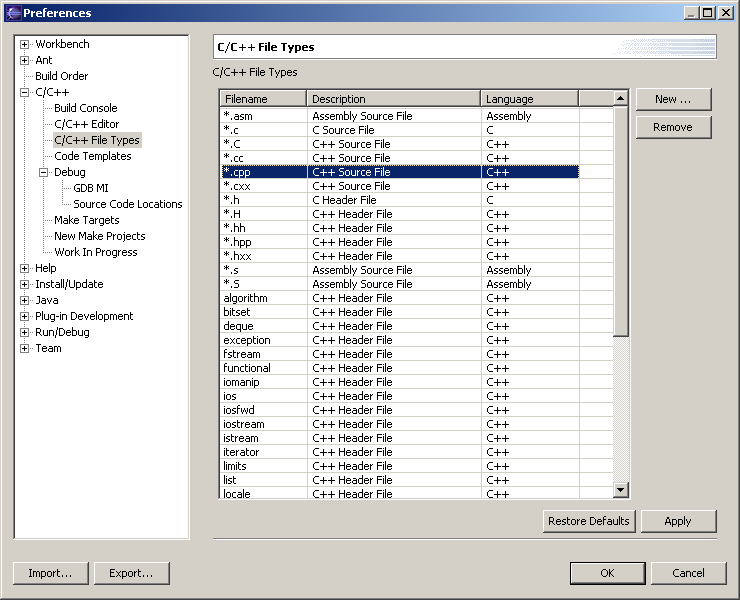 Preferences
Workbench
Ant
Build Order
C/C++
Build Console
C/C++ Editor
C/C++ File Types
Code Templates
Debug
GDB MI
Source Code Locations
Make Targets
New Make Projects
Work In Progress
Help
Install/Update
Java
Plug-in Development
Run/Debug
Team
C/C++ File Types
C/C++ File Types
Filename Description Language
*.asm Assembly Source File Assembly
*.c C Source File C
*.C C++ Source File C++
*.cc C++ Source File C++
*.cpp C++ Source File C++
*.cxx C++ Source File C++
*.h C Header File C
*.H C++ Header File C++
*.hh C++ Header File C++
*.hpp C++ Header File C++
*.hxx C++ Header File C++
*.s Assembly Source File Assembly
*.S Assembly Source File Assembly
algorithm C++ Header File C++
bitset C++ Header File C++
deque C++ Header File C++
exception C++ Header File C++
fstream C++ Header File C++
functional C++ Header File C++
iomanip C++ Header File C++
ios C++ Header File C++
iosfwd C++ Header File C++
iostream C++ Header File C++
istream C++ Header File C++
iterator C++ Header File C++
limits C++ Header File C++
list C++ Header File C++
locale C++ Header File C++
New ...
Remove
Restore Defaults Apply
Import... Export... OK Cancel